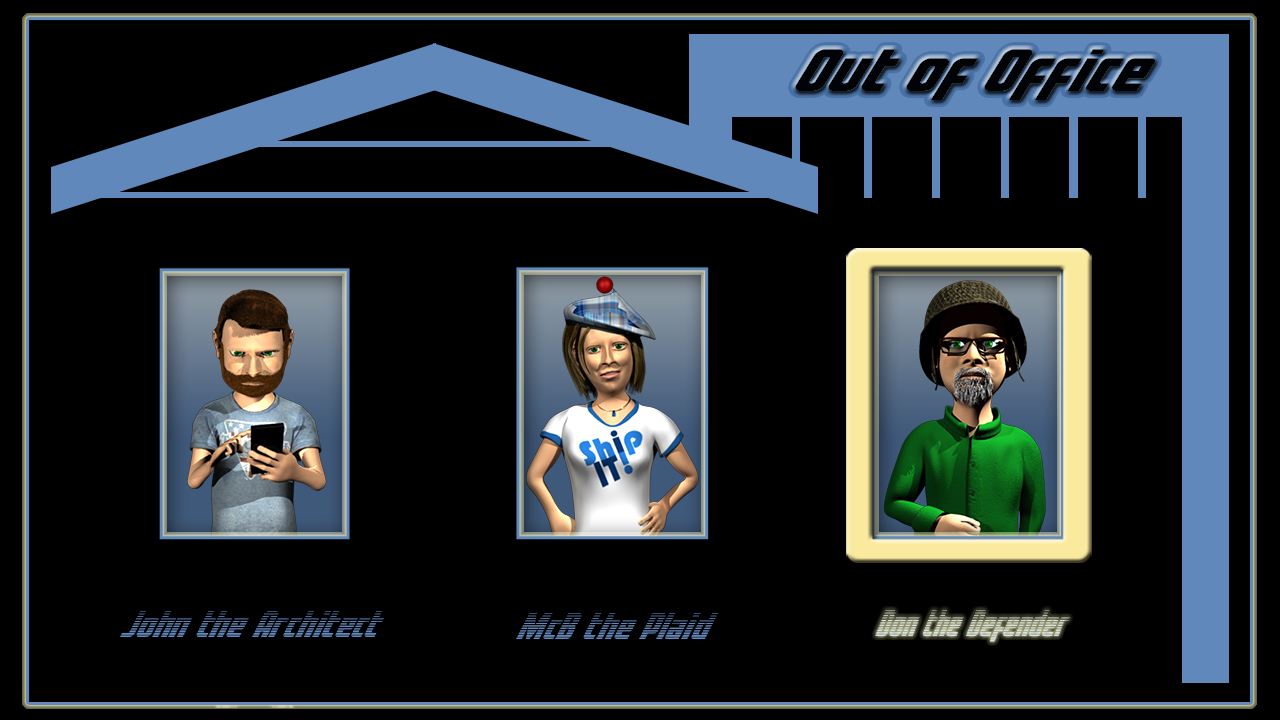 Out of Office
Ship
IT!
John the Architect
McB the Plaid
Don the Defender